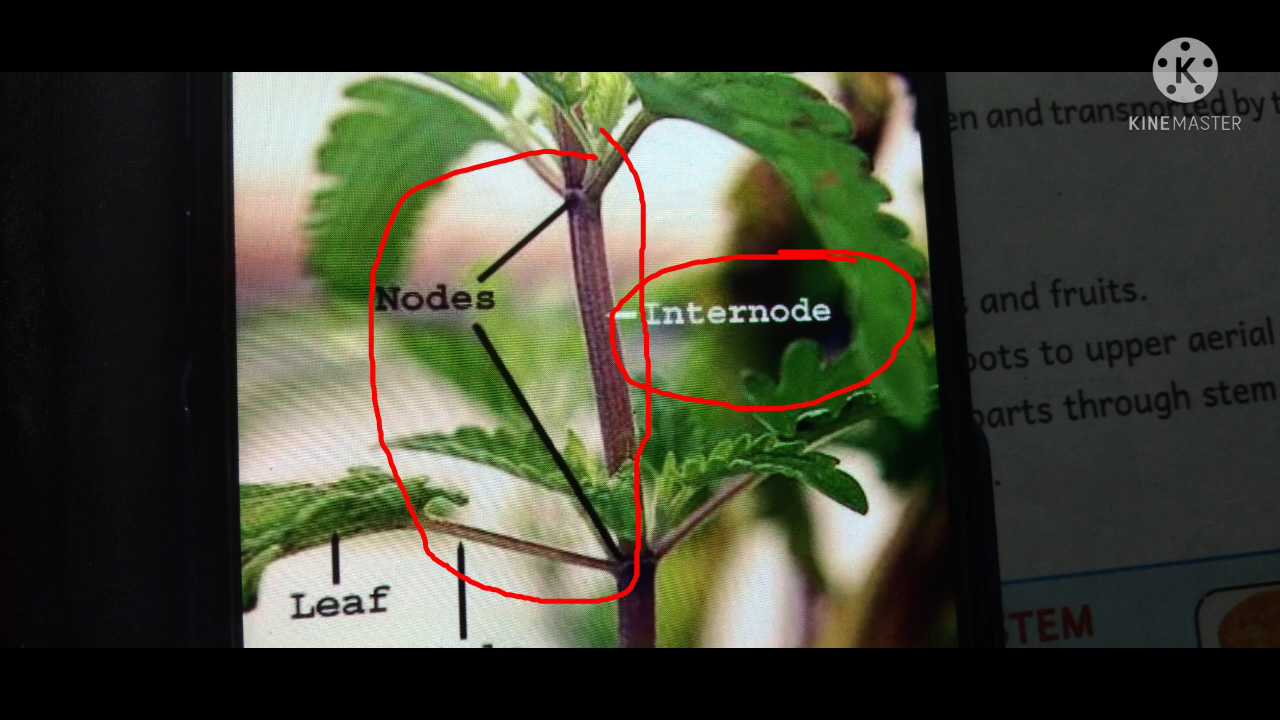 KINEMASTER
en and transported by t
Nodes
Internode
and fruits.
oots to upper aerial
parts through stem
Leaf
STEM